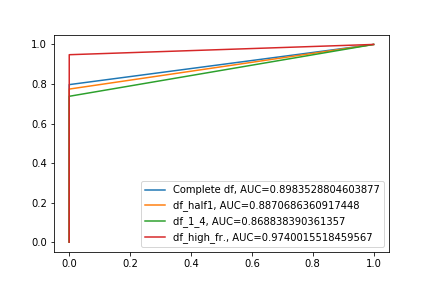 1.0
0.8
0.6
0.4
0.2
0.0
Complete df, AUC=0.8983528804603877
df_half1, AUC=0.8870686360917448
df_1_4, AUC=0.868838390361357
df_high_fr., AUC=0.9740015518459567
0.0 0.2 0.4 0.6 0.8 1.0